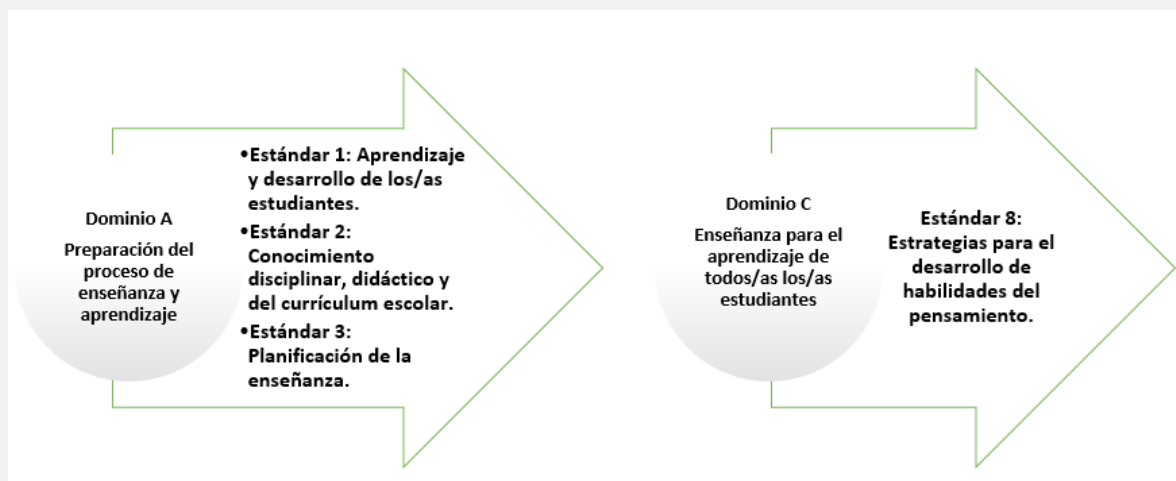 Dominio A
Preparación del
proceso de
enseñanza y
aprendizaje
•Estándar 1: Aprendizaje
y desarrollo de los/as
estudiantes.
•Estándar 2:
Conocimiento
disciplinar, didáctico y
del currículum escolar.
•Estándar 3:
Planificación de la
enseñanza.
Dominio C
Enseñanza para el
aprendizaje de
todos/as los/as
estudiantes
Estándar 8:
Estrategias para el
desarrollo de
habilidades del
pensamiento.